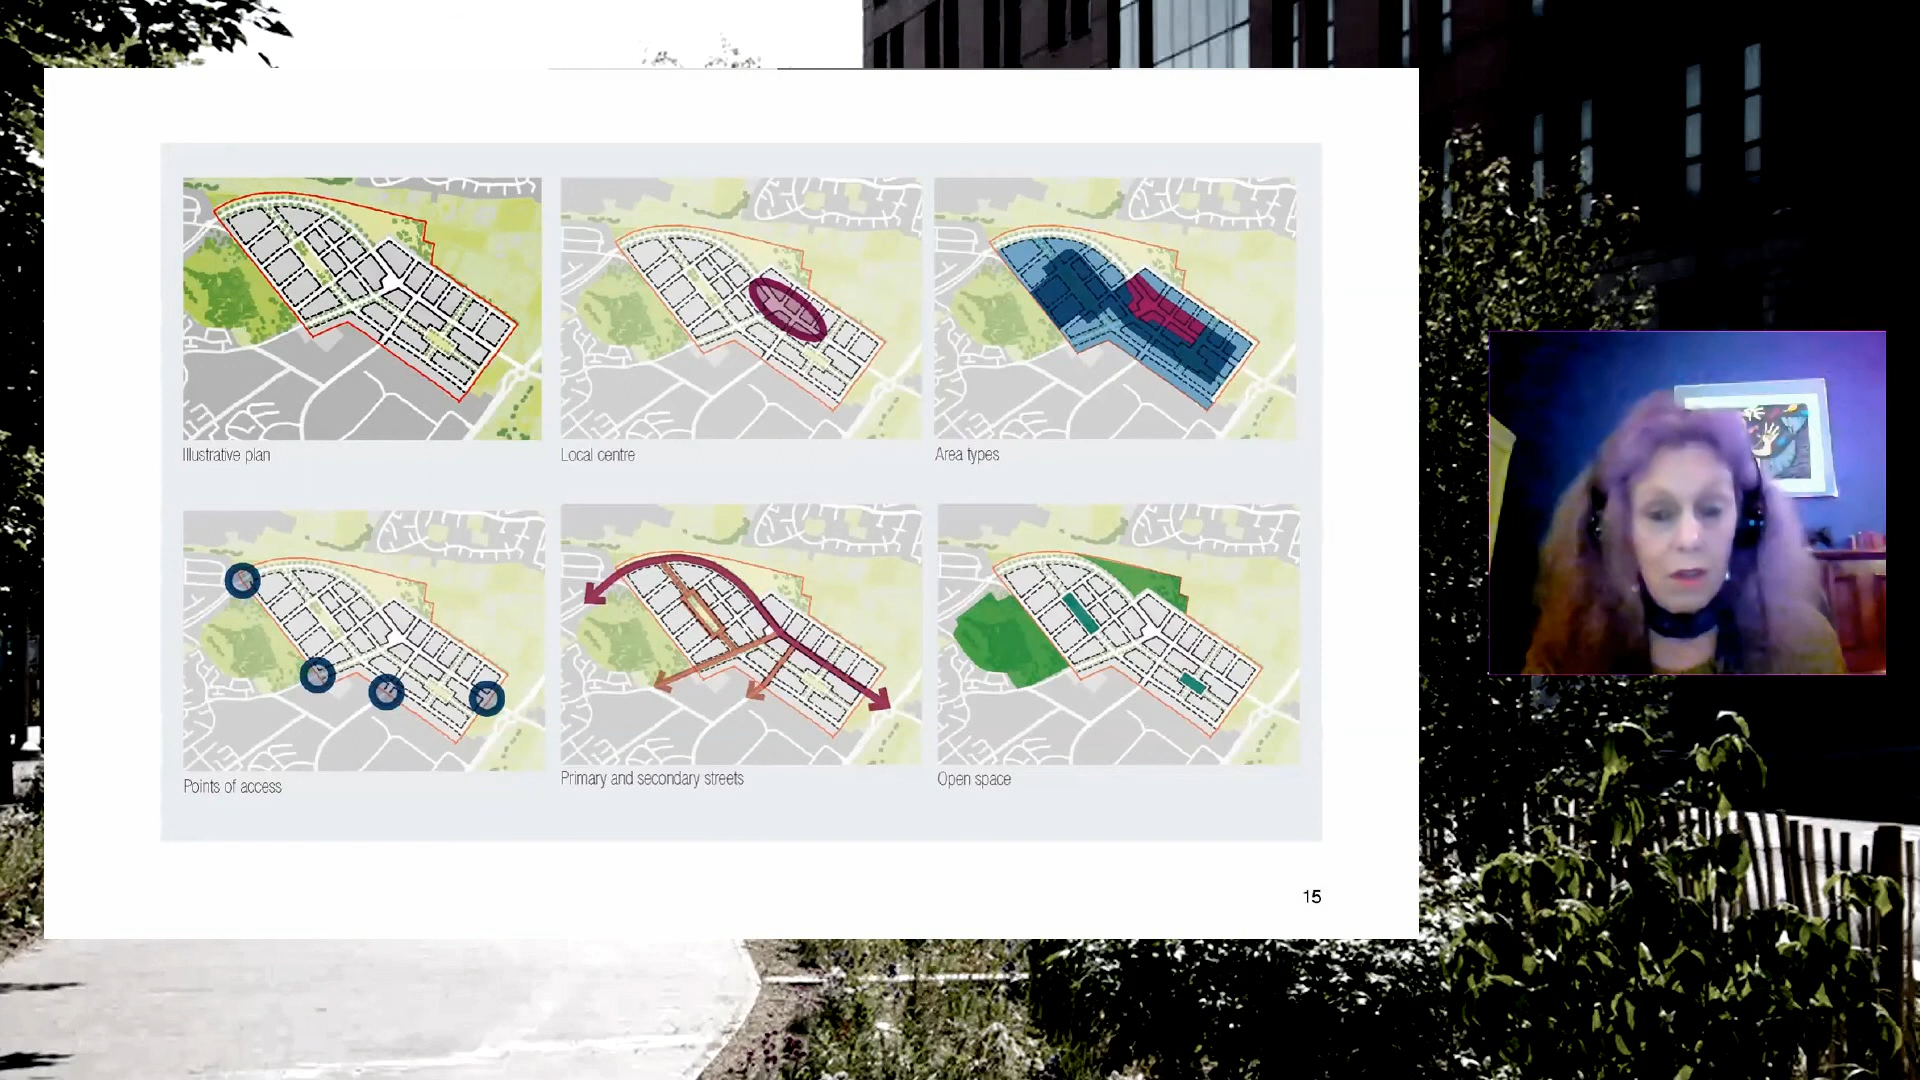 Illustrative plan
Local centre
Area types
Points of access
Primary and secondary streets
Open space
15